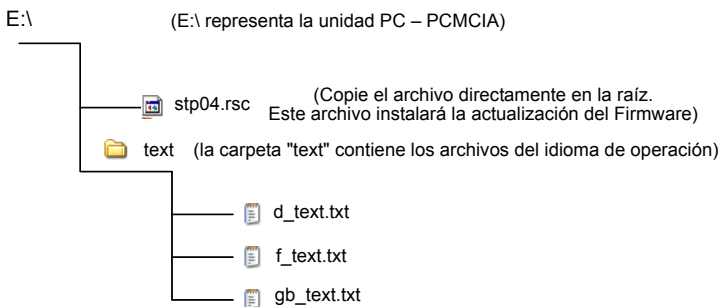 E:\ (E:\ representa la unidad PC – PCMCIA)
stp04.rsc (Copie el archivo directamente en la raíz.
Este archivo instalará la actualización del Firmware)
text (la carpeta "text" contiene los archivos del idioma de operación)
d_text.txt
f_text.txt
gb_text.txt